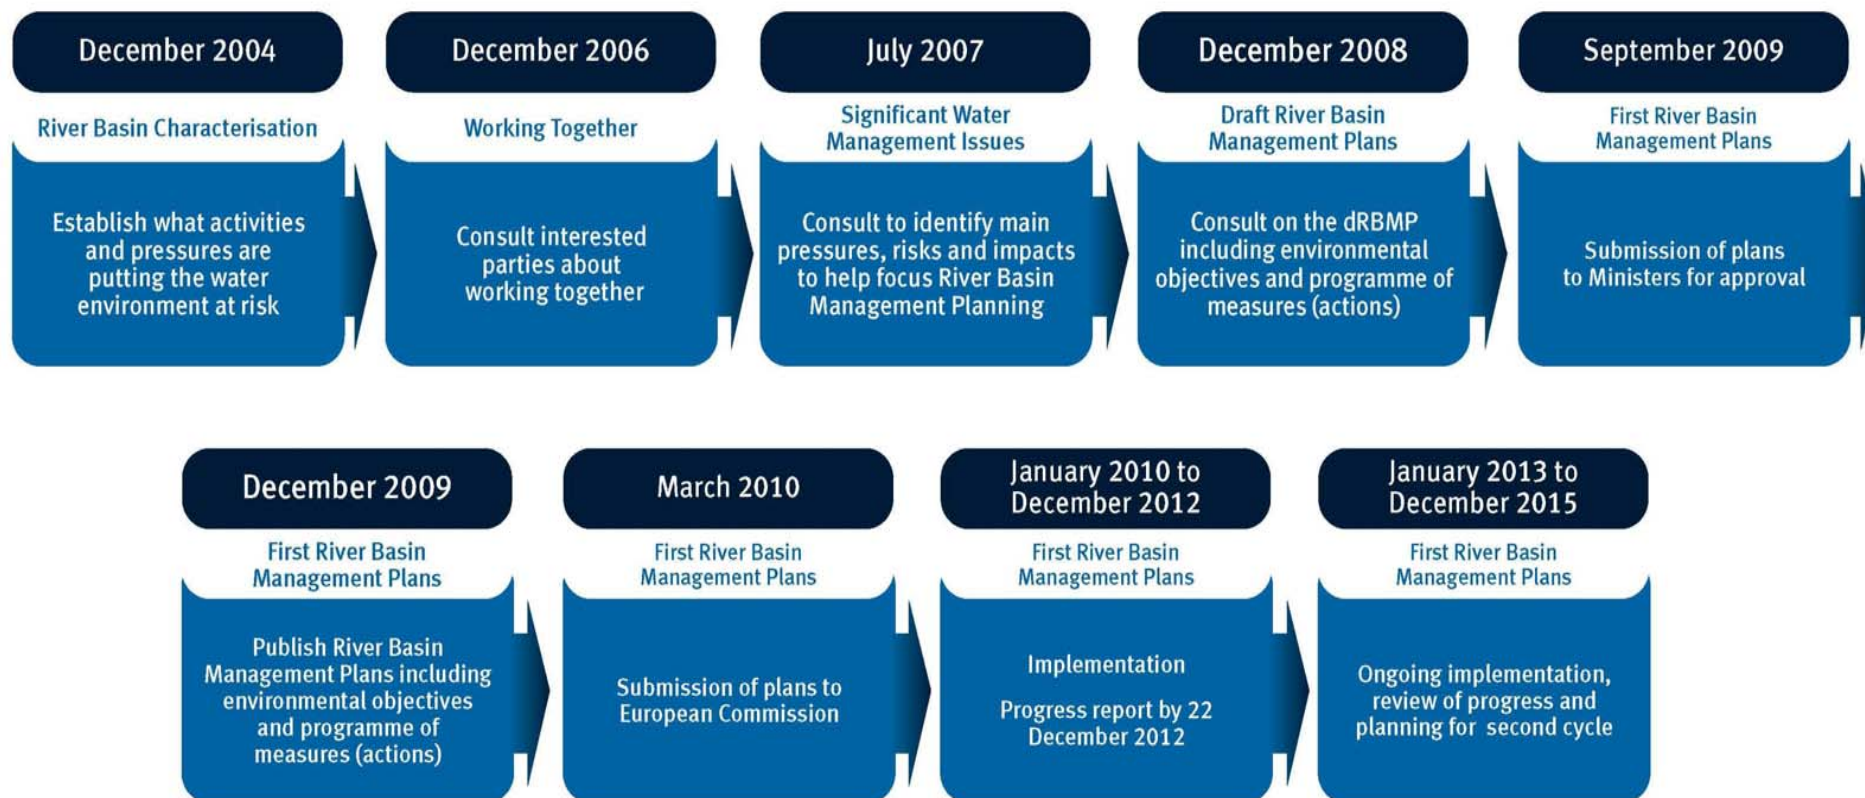 December 2004
River Basin Characterisation
Establish what activities
and pressures are
putting the water
environment at risk
December 2006
Working Together
Consult interested
parties about
working together
July 2007
Significant Water
Management Issues
Consult to identify main
pressures, risks and impacts
to help focus River Basin
Management Planning
December 2008
Draft River Basin
Management Plans
Consult on the dRBMP
including environmental
objectives and programme of
measures (actions)
September 2009
First River Basin
Management Plans
Submission of plans
to Ministers for approval
December 2009
First River Basin
Management Plans
Publish River Basin
Management Plans including
environmental objectives
and programme of
measures (actions)
March 2010
First River Basin
Management Plans
Submission of plans to
European Commission
January 2010 to
December 2012
First River Basin
Management Plans
Implementation
Progress report by 22
December 2012
January 2013 to
December 2015
First River Basin
Management Plans
Ongoing implementation,
review of progress and
planning for second cycle